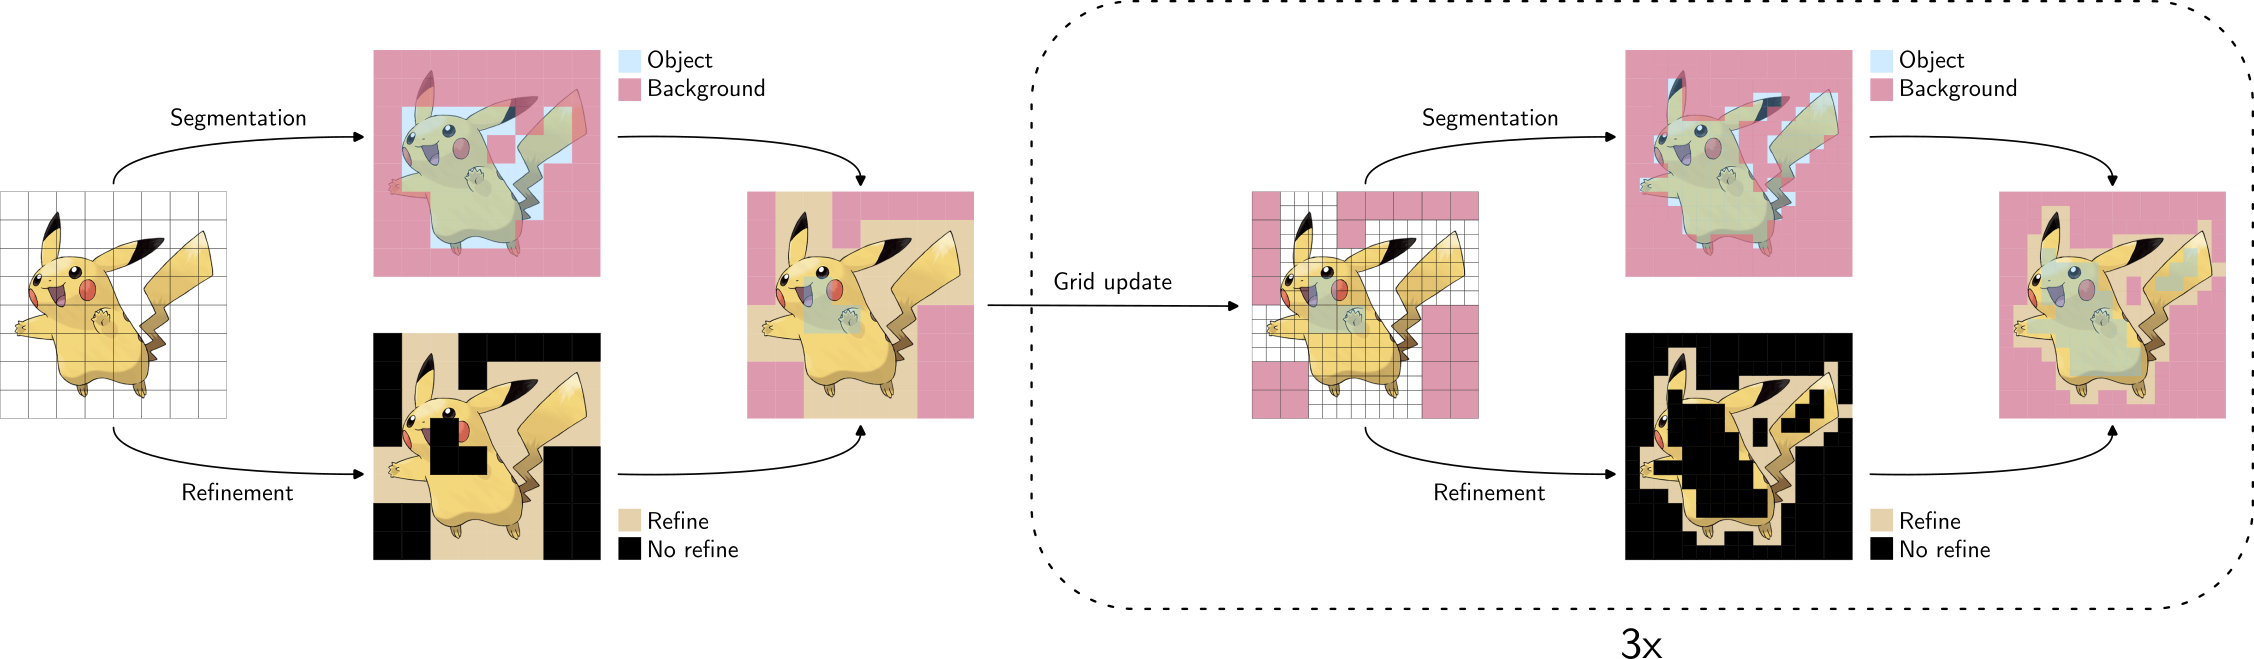 Segmentation
Object
Background
Refinement
Refine
No refine
Grid update
Segmentation
Object
Background
Refinement
Refine
No refine
3x